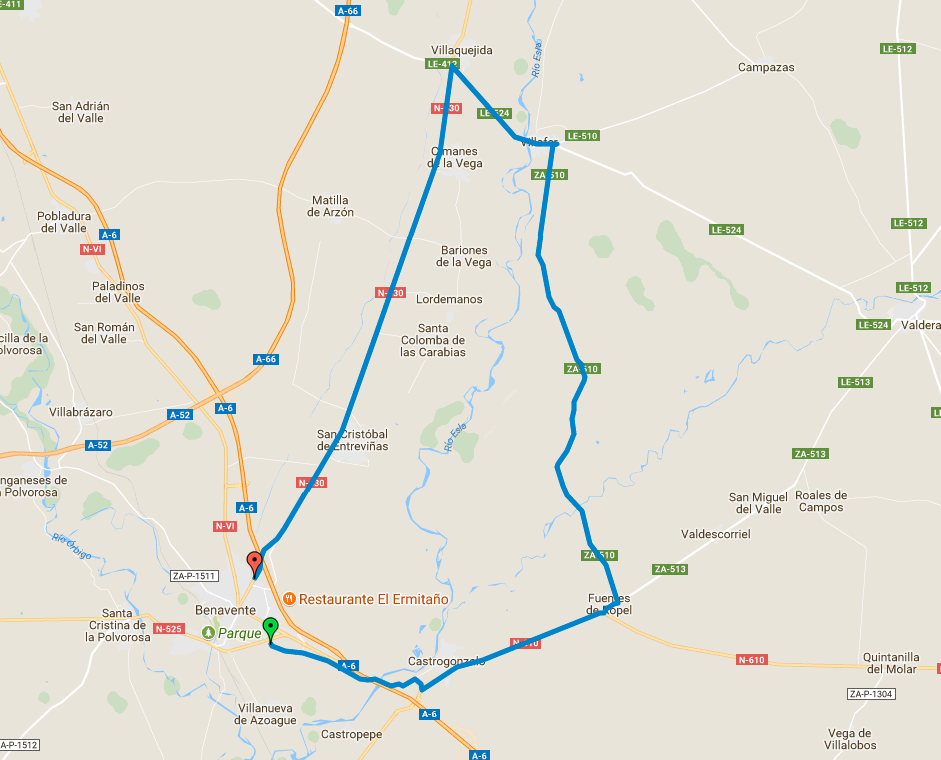 E-411
A-66
Villaquejida
LE-412
Río Esla
LE-512
Campazas
San Adrián
del Valle
N-630
LE-524
LE-510
Cimanes
de la Vega
ZA-510
Matilla
de Arzón
Pobladura
del Valle
A-6
N-VI
LE-512
LE-524
Bariones
de la Vega
Paladinos
del Valle
N-630
Lordemanos
LE-512
LE-524
Valdera
San Román
del Valle
cilla de la
olvorosa
Santa
Colomba de
las Carabias
A-66
ZA-510
LE-513
Villabrázaro
A-52
A-6
A-52
San Cristóbal
de Entreviñas
Río Esla
ZA-513
nganeses de
a Polvorosa
N-630
San Miguel
del Valle
Roales de
Campos
A-6
N-VI
Valdescorriel
Río Órbigo
ZA-P-1511
ZA-510
ZA-513
Restaurante El Ermitaño
Fuentes
de Ropel
Benavente
Santa
Cristina de
la Polvorosa
N-525
Parque
N-610
Castrogonzalo
A-6
N-610
Quintanilla
del Molar
ZA-P-1304
Villanueva
de Azoague
A-6
Castropepe
Vega de
Villalobos
ZA-P-1512
A-6